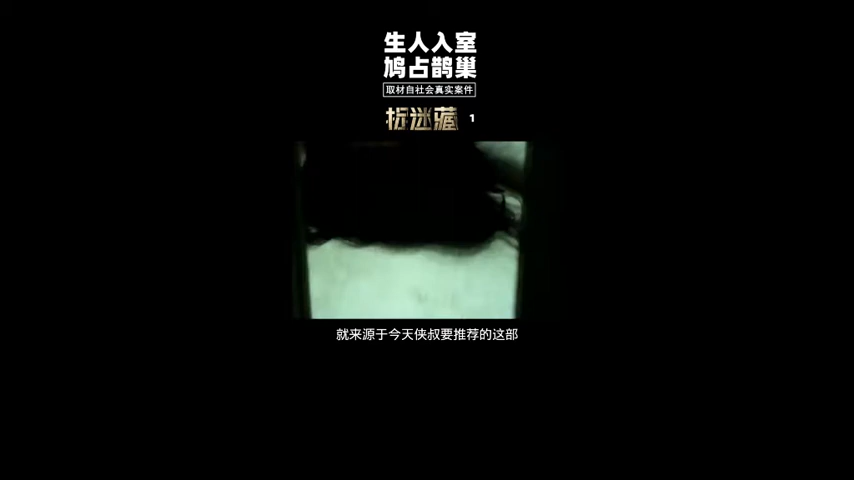 生人入室
鸠占鹊巢
取材自社会真实案件
捉迷藏 1
就来源于今天侠叔要推荐的这部